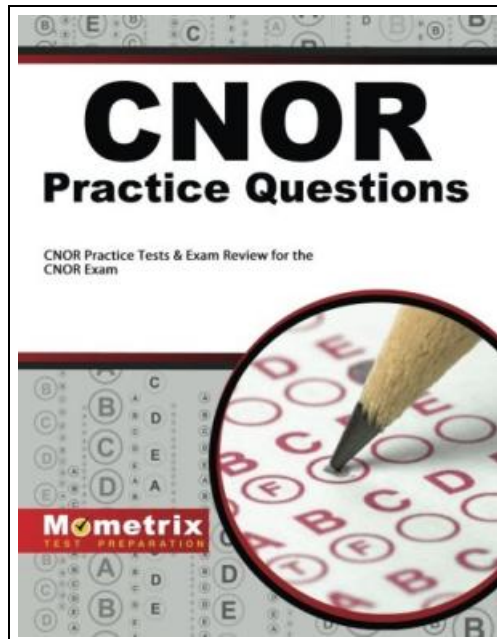 CNOR
Practice Questions
CNOR Practice Tests & Exam Review for the
CNOR Exam
Mometrix
TEST PREPARATION